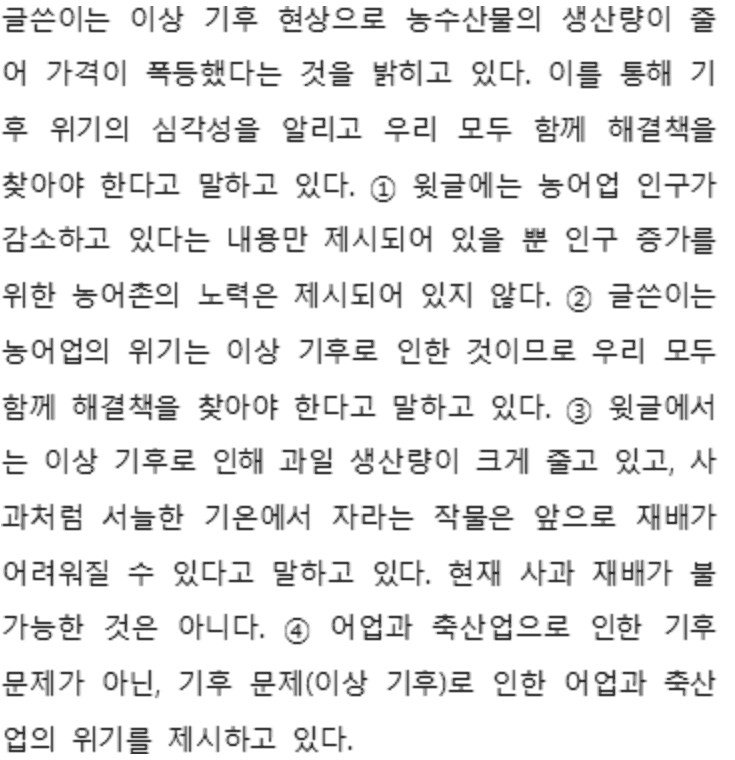 글쓴이는 이상 기후 현상으로 농수산물의 생산량이 줄
어 가격이 폭등했다는 것을 밝히고 있다. 이를 통해 기
후 위기의 심각성을 알리고 우리 모두 함께 해결책을
찾아야 한다고 말하고 있다. ① 윗글에는 농어업 인구가
감소하고 있다는 내용만 제시되어 있을 뿐 인구 증가를
위한 농어촌의 노력은 제시되어 있지 않다. ② 글쓴이는
농어업의 위기는 이상 기후로 인한 것이므로 우리 모두
함께 해결책을 찾아야 한다고 말하고 있다. ③ 윗글에서
는 이상 기후로 인해 과일 생산량이 크게 줄고 있고, 사
과처럼 서늘한 기온에서 자라는 작물은 앞으로 재배가
어려워질 수 있다고 말하고 있다. 현재 사과 재배가 불
가능한 것은 아니다. ④ 어업과 축산업으로 인한 기후
문제가 아닌, 기후 문제(이상 기후)로 인한 어업과 축산
업의 위기를 제시하고 있다.